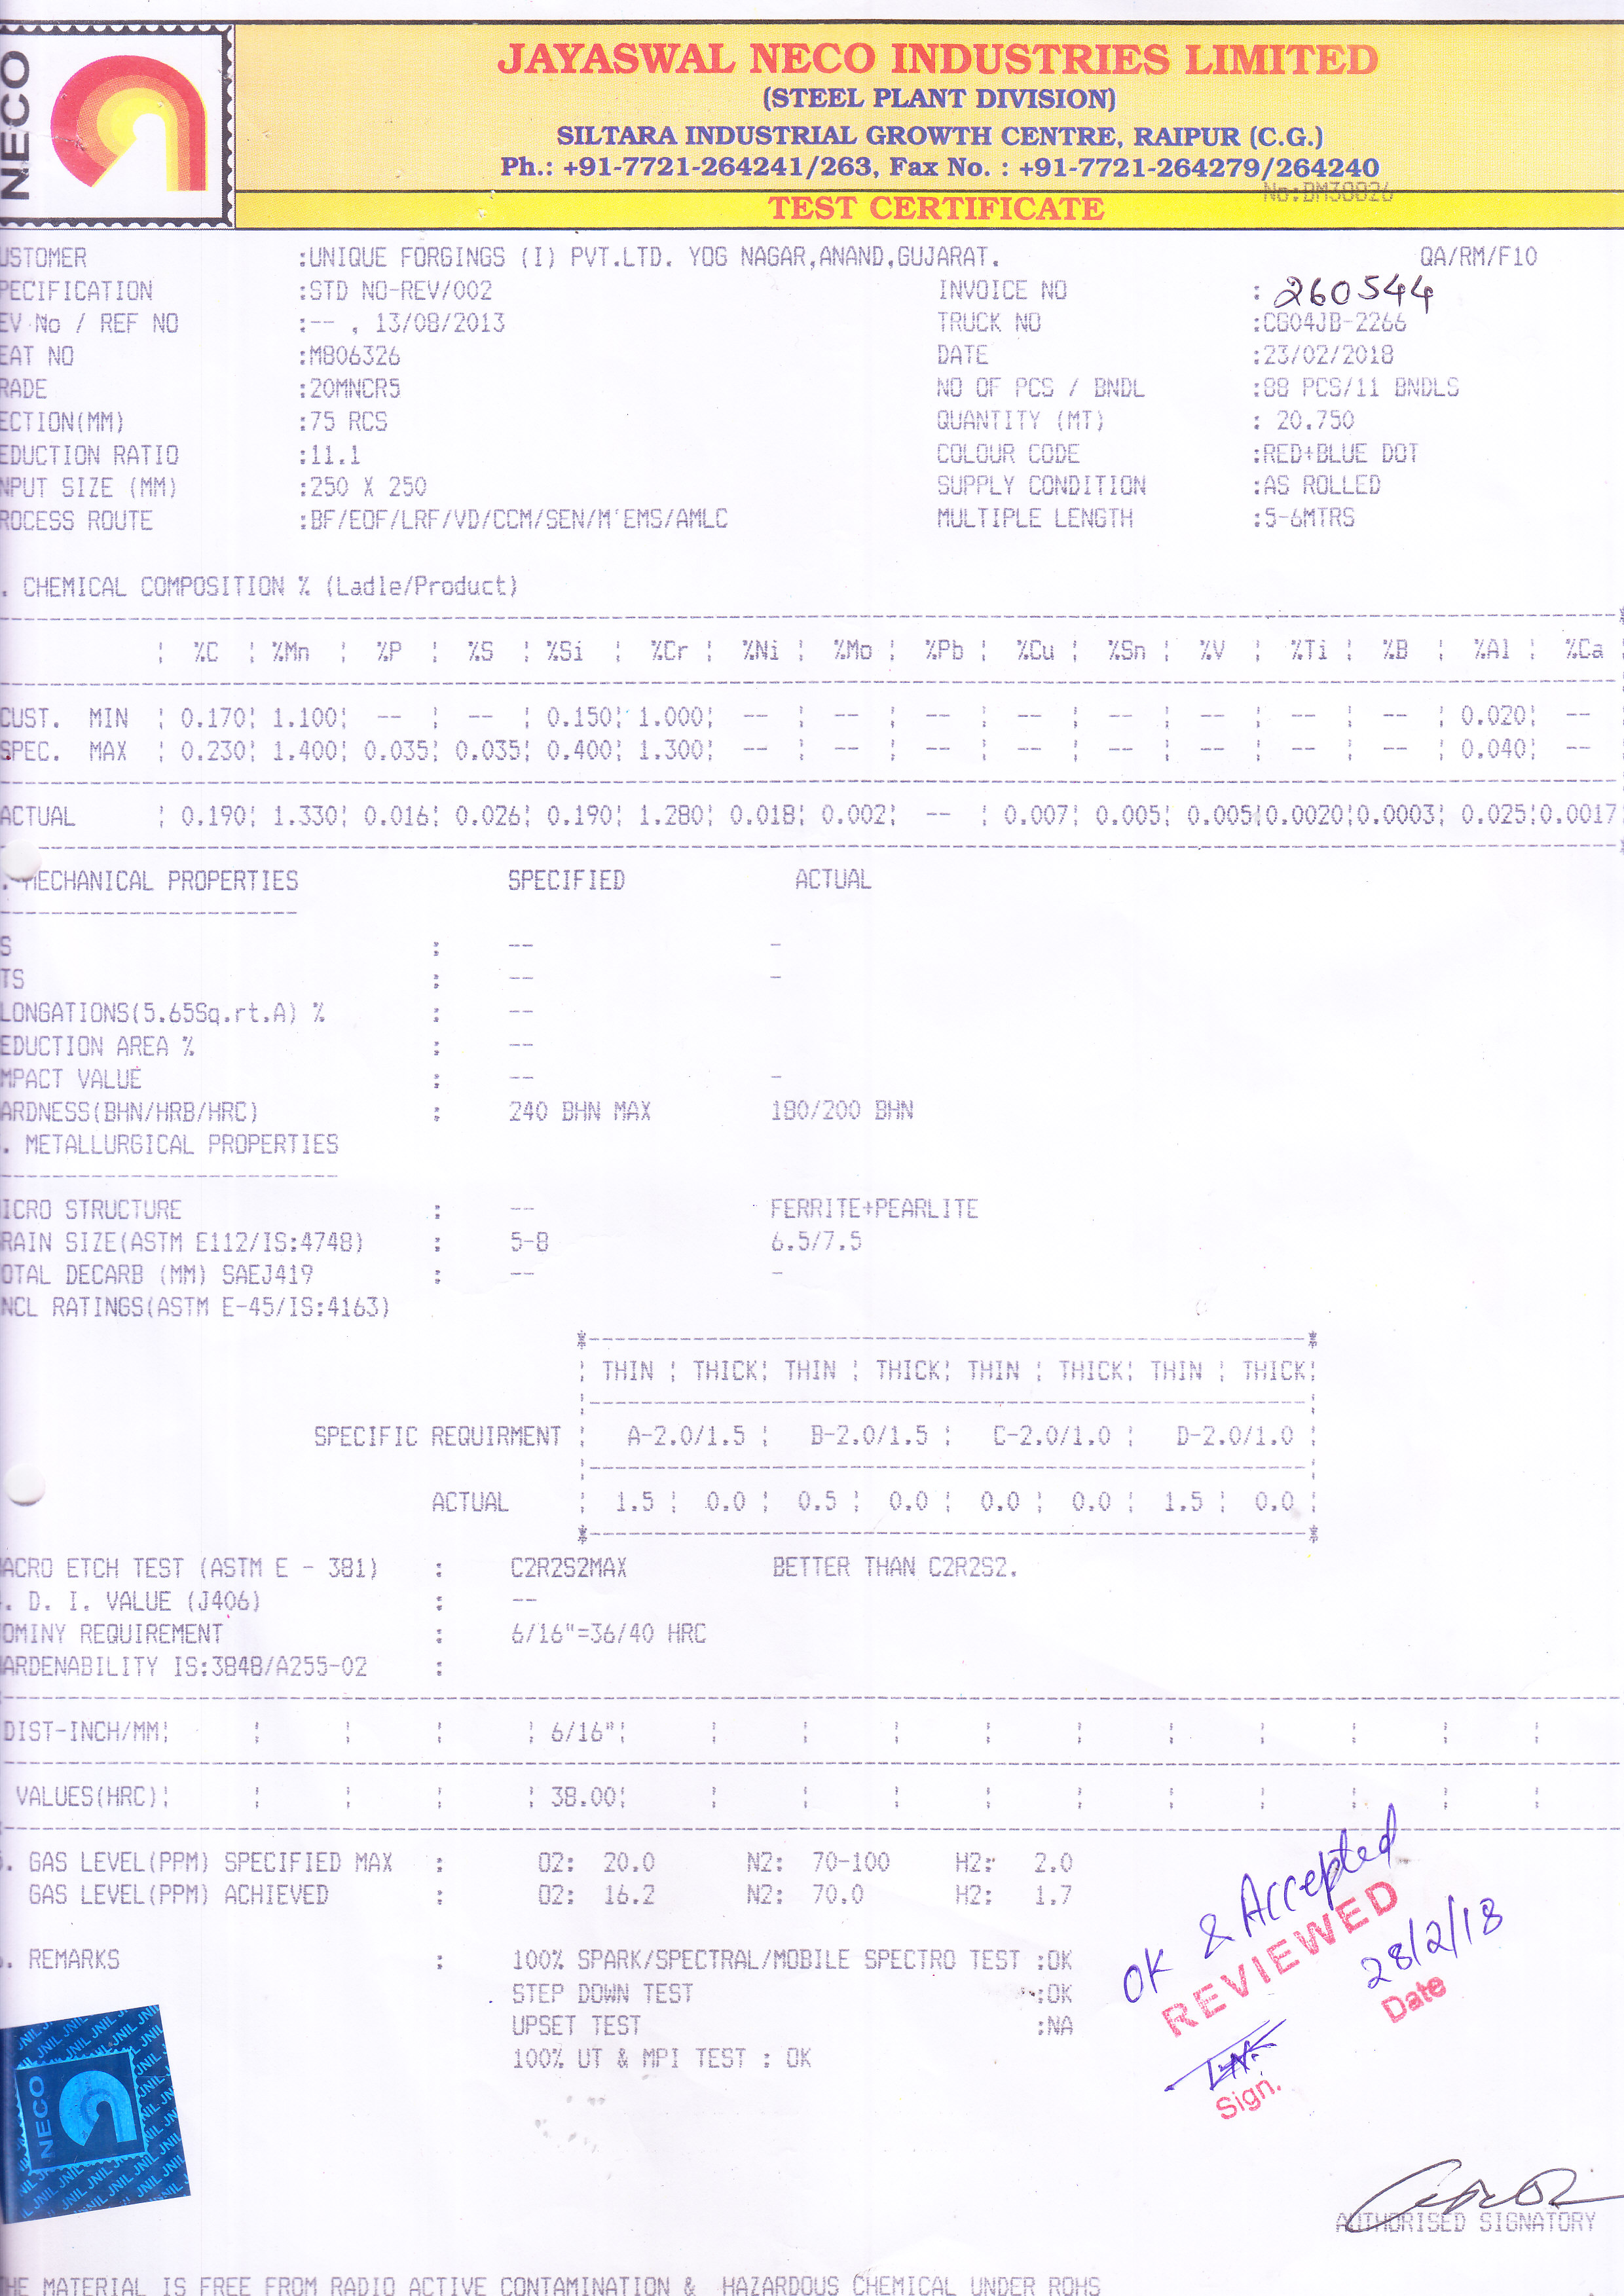 NECO
JAYASWAL NECO INDUSTRIES LIMITED
(STEEL PLANT DIVISION)
SILTARA INDUSTRIAL GROWTH CENTRE, RAIPUR (C.G.)
Ph.: +91-7721-264241/263, Fax No. : +91-7721-264279/264240
No:DM30026
TEST CERTIFICATE
USTOMER :UNIQUE FORGINGS (I) PVT.LTD. YOG NAGAR,ANAND,GUJARAT. QA/RM/F10
PECIFICATION :STD NO-REV/002 INVOICE NO : 260544
EV No / REF NO :-- , 13/08/2013 TRUCK NO :CG04JB-2266
EAT NO :M806326 DATE :23/02/2018
RADE :20MNCR5 NO OF PCS / BNDL :88 PCS/11 BNDLS
ECTION(MM) :75 RCS QUANTITY (MT) : 20.750
EDUCTION RATIO :11.1 COLOUR CODE :RED+BLUE DOT
NPUT SIZE (MM) :250 X 250 SUPPLY CONDITION :AS ROLLED
ROCESS ROUTE :BF/EOF/LRF/VD/CCM/SEN/M'EMS/AMLC MULTIPLE LENGTH :5-6MTRS
. CHEMICAL COMPOSITION % (Ladle/Product)
¦ %C ¦ %Mn ¦ %P ¦ %S ¦ %Si ¦ %Cr ¦ %Ni ¦ %Mo ¦ %Pb ¦ %Cu ¦ %Sn ¦ %V ¦ %Ti ¦ %B ¦ %Al ¦ %Ca
CUST. MIN ¦ 0.170¦ 1.100¦ -- ¦ -- ¦ 0.150¦ 1.000¦ -- ¦ -- ¦ -- ¦ -- ¦ -- ¦ -- ¦ -- ¦ -- ¦ 0.020¦ --
SPEC. MAX ¦ 0.230¦ 1.400¦ 0.035¦ 0.035¦ 0.400¦ 1.300¦ -- ¦ -- ¦ -- ¦ -- ¦ -- ¦ -- ¦ -- ¦ -- ¦ 0.040¦ --
ACTUAL ¦ 0.190¦ 1.330¦ 0.016¦ 0.026¦ 0.190¦ 1.280¦ 0.018¦ 0.002¦ -- ¦ 0.007¦ 0.005¦ 0.005¦0.0020¦0.0003¦ 0.025¦0.0017
. MECHANICAL PROPERTIES SPECIFIED ACTUAL
S : -- -
TS : -- -
LONGATIONS(5.65Sq.rt.A) % : --
EDUCTION AREA % : --
MPACT VALUE : -- -
ARDNESS(BHN/HRB/HRC) : 240 BHN MAX 180/200 BHN
. METALLURGICAL PROPERTIES
ICRO STRUCTURE : -- FERRITE+PEARLITE
RAIN SIZE(ASTM E112/IS:4748) : 5-8 6.5/7.5
OTAL DECARB (MM) SAEJ419 : -- -
NCL RATINGS(ASTM E-45/IS:4163)
¦ THIN ¦ THICK¦ THIN ¦ THICK¦ THIN ¦ THICK¦ THIN ¦ THICK¦
SPECIFIC REQUIRMENT ¦ A-2.0/1.5 ¦ B-2.0/1.5 ¦ C-2.0/1.0 ¦ D-2.0/1.0 ¦
ACTUAL ¦ 1.5 ¦ 0.0 ¦ 0.5 ¦ 0.0 ¦ 0.0 ¦ 0.0 ¦ 1.5 ¦ 0.0 ¦
ACRO ETCH TEST (ASTM E - 381) : C2R2S2MAX BETTER THAN C2R2S2.
. D. I. VALUE (J406) : --
OMINY REQUIREMENT : 6/16"=36/40 HRC
ARDENABILITY IS:3848/A255-02 :
DIST-INCH/MM¦ ¦ ¦ ¦ ¦ 6/16"¦ ¦ ¦ ¦ ¦ ¦ ¦ ¦ ¦ ¦ ¦
VALUES(HRC)¦ ¦ ¦ ¦ ¦ 38.00¦ ¦ ¦ ¦ ¦ ¦ ¦ ¦ ¦ ¦ ¦
. GAS LEVEL(PPM) SPECIFIED MAX : O2: 20.0 N2: 70-100 H2: 2.0
GAS LEVEL(PPM) ACHIEVED : O2: 16.2 N2: 70.0 H2: 1.7
OK & Accepted
REVIEWED
28/2/18
Date
Sign.
. REMARKS : 100% SPARK/SPECTRAL/MOBILE SPECTRO TEST :OK
STEP DOWN TEST :OK
UPSET TEST :NA
100% UT & MPI TEST : OK
NECO
JNIL JNIL JNIL JNIL
AUTHORISED SIGNATORY
HE MATERIAL IS FREE FROM RADIO ACTIVE CONTAMINATION & HAZARDOUS CHEMICAL UNDER ROHS